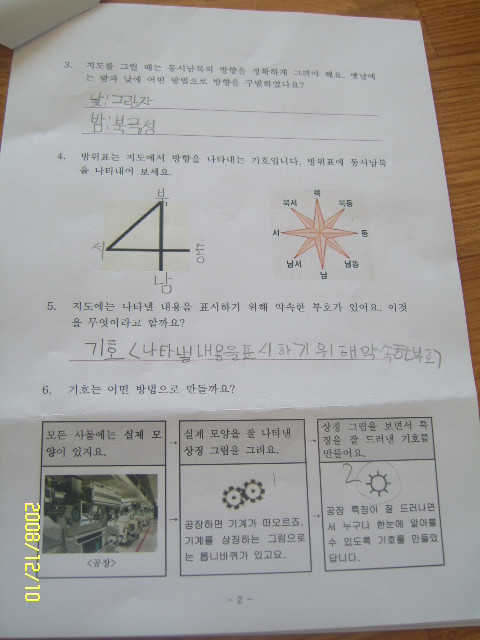 3. 지도를 그릴 때는 동서남북의 방향을 정확하게 그려야 해요. 옛날에
는 밤과 낮에 어떤 방법으로 방향을 구별하였나요?
낮:그림자
밤:북극성
4. 방위표는 지도에서 방향을 나타내는 기호입니다. 방위표에 동서남북
을 나타내어 보세요.
북
서 동
남
북
북서 북동
서 동
남서 남동
남
5. 지도에는 나타낼 내용을 표시하기 위해 약속한 부호가 있어요. 이것
을 무엇이라고 할까요?
기호 (나타낼내용을표시하기위해약속한부호)
6. 기호는 어떤 방법으로 만들까요?
모든 사물에는 실제 모
양이 있지요.
<공장>
→
실제 모양을 잘 나타낸
상징 그림을 그려요.
1
공장하면 기계가 떠오르죠.
기계를 상징하는 그림으로
는 톱니바퀴가 있고요.
→
상징 그림을 보면서 특
징을 잘 드러낸 기호를
만들어요.
2
공장 특징이 잘 드러나면
서 누구나 한눈에 알아볼
수 있도록 기호를 만들었
답니다.
- 2 -
2008/12/10